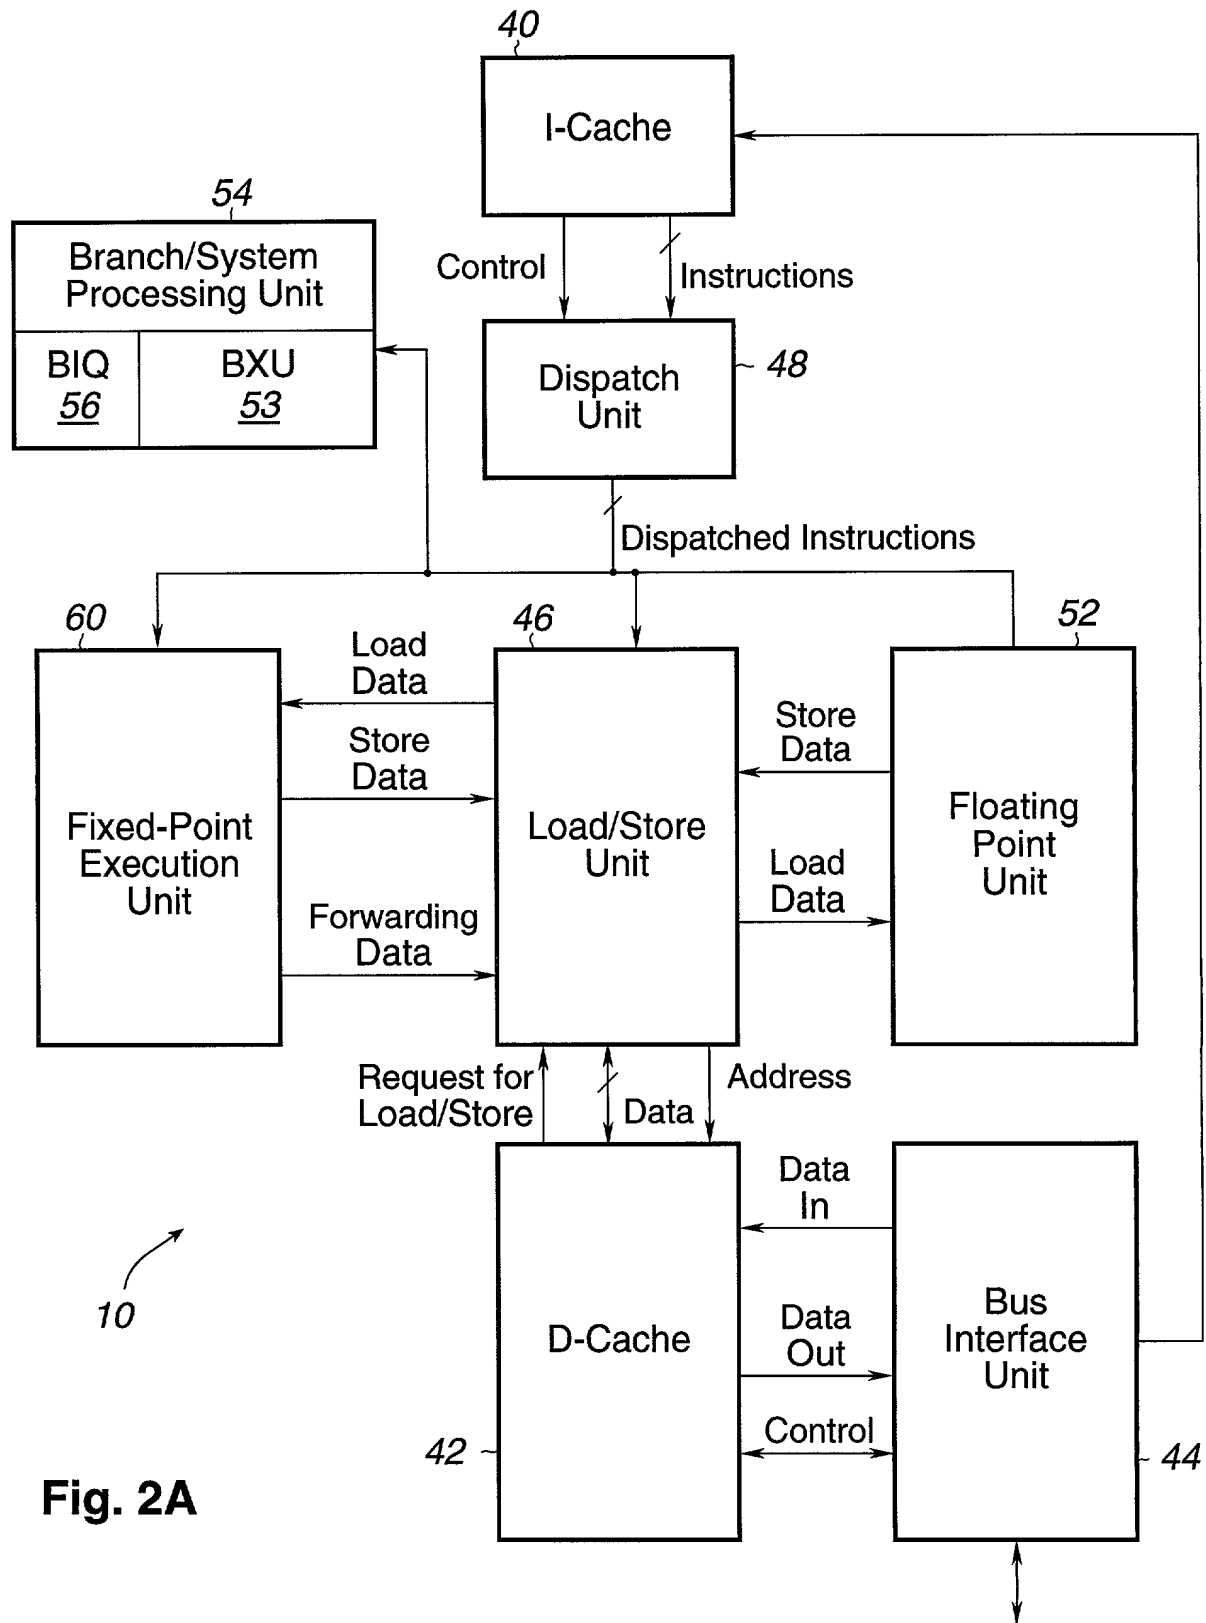 40
I-Cache
54
Branch/System
Processing Unit
BIQ
56
BXU
53
Control
Instructions
Dispatch
Unit
48
Dispatched Instructions
60
46
52
Load
Data
Store
Data
Forwarding
Data
Fixed-Point
Execution
Unit
Load/Store
Unit
Store
Data
Load
Data
Floating
Point
Unit
Request for
Load/Store
Data
Address
Data
In
Data
Out
Control
D-Cache
42
Bus
Interface
Unit
44
10
Fig. 2A